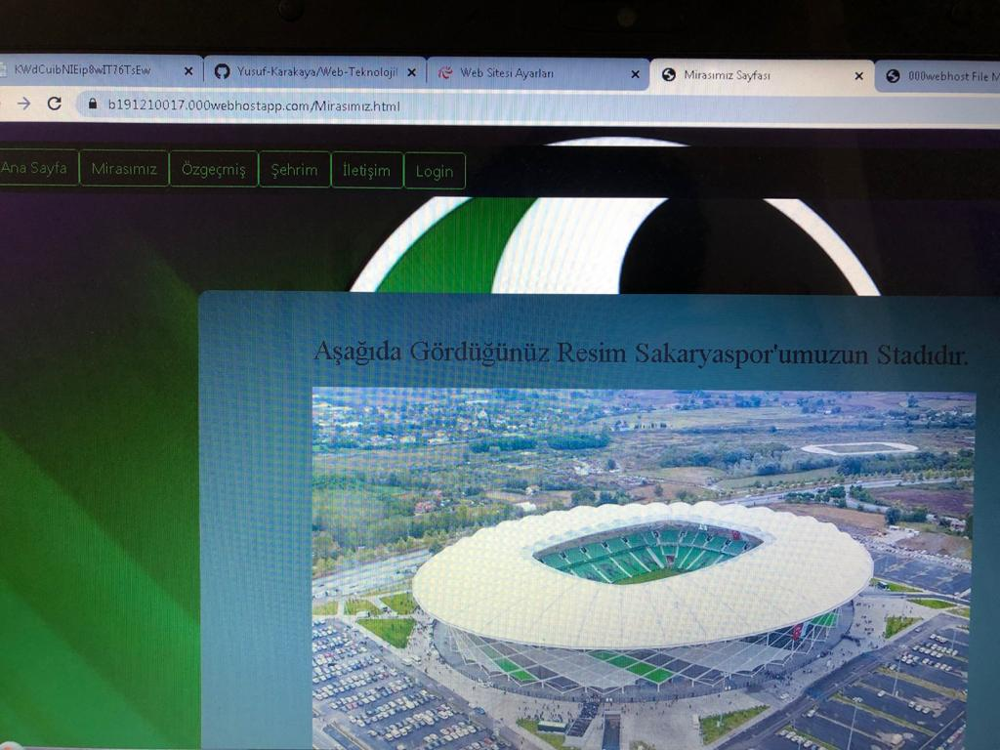 KWdCuibNIEip8wIT76TsEw
Yusuf-Karakaya/Web-Teknoloji!
Web Sitesi Ayarları
Mirasımız Sayfası
000webhost File M
b191210017.000webhostapp.com/Mirasımız.html
Ana Sayfa
Mirasımız
Özgeçmiş
Şehrim
İletişim
Login
Aşağıda Gördüğünüz Resim Sakaryaspor'umuzun Stadıdır.